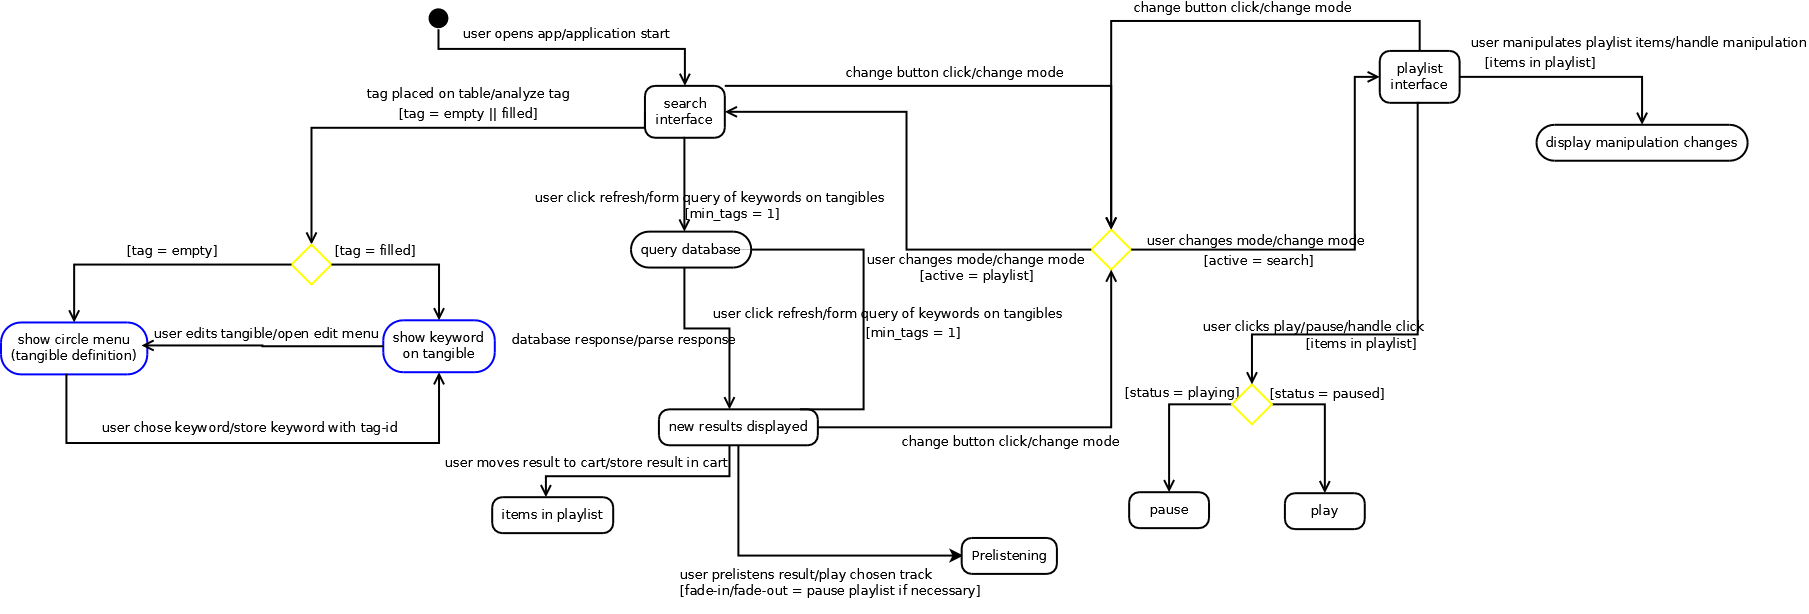 change button click/change mode
user opens app/application start
user manipulates playlist items/handle manipulation
[items in playlist]
change button click/change mode
playlist
interface
tag placed on table/analyze tag
[tag = empty || filled]
search
interface
display manipulation changes
user click refresh/form query of keywords on tangibles
[min_tags = 1]
[tag = empty]
[tag = filled]
query database
user changes mode/change mode
[active = playlist]
user changes mode/change mode
[active = search]
user click refresh/form query of keywords on tangibles
[min_tags = 1]
user clicks play/pause/handle click
[items in playlist]
show circle menu
(tangible definition)
user edits tangible/open edit menu
show keyword
on tangible
database response/parse response
[status = playing]
[status = paused]
user chose keyword/store keyword with tag-id
new results displayed
change button click/change mode
user moves result to cart/store result in cart
items in playlist
pause
play
Prelistening
user prelistens result/play chosen track
[fade-in/fade-out = pause playlist if necessary]